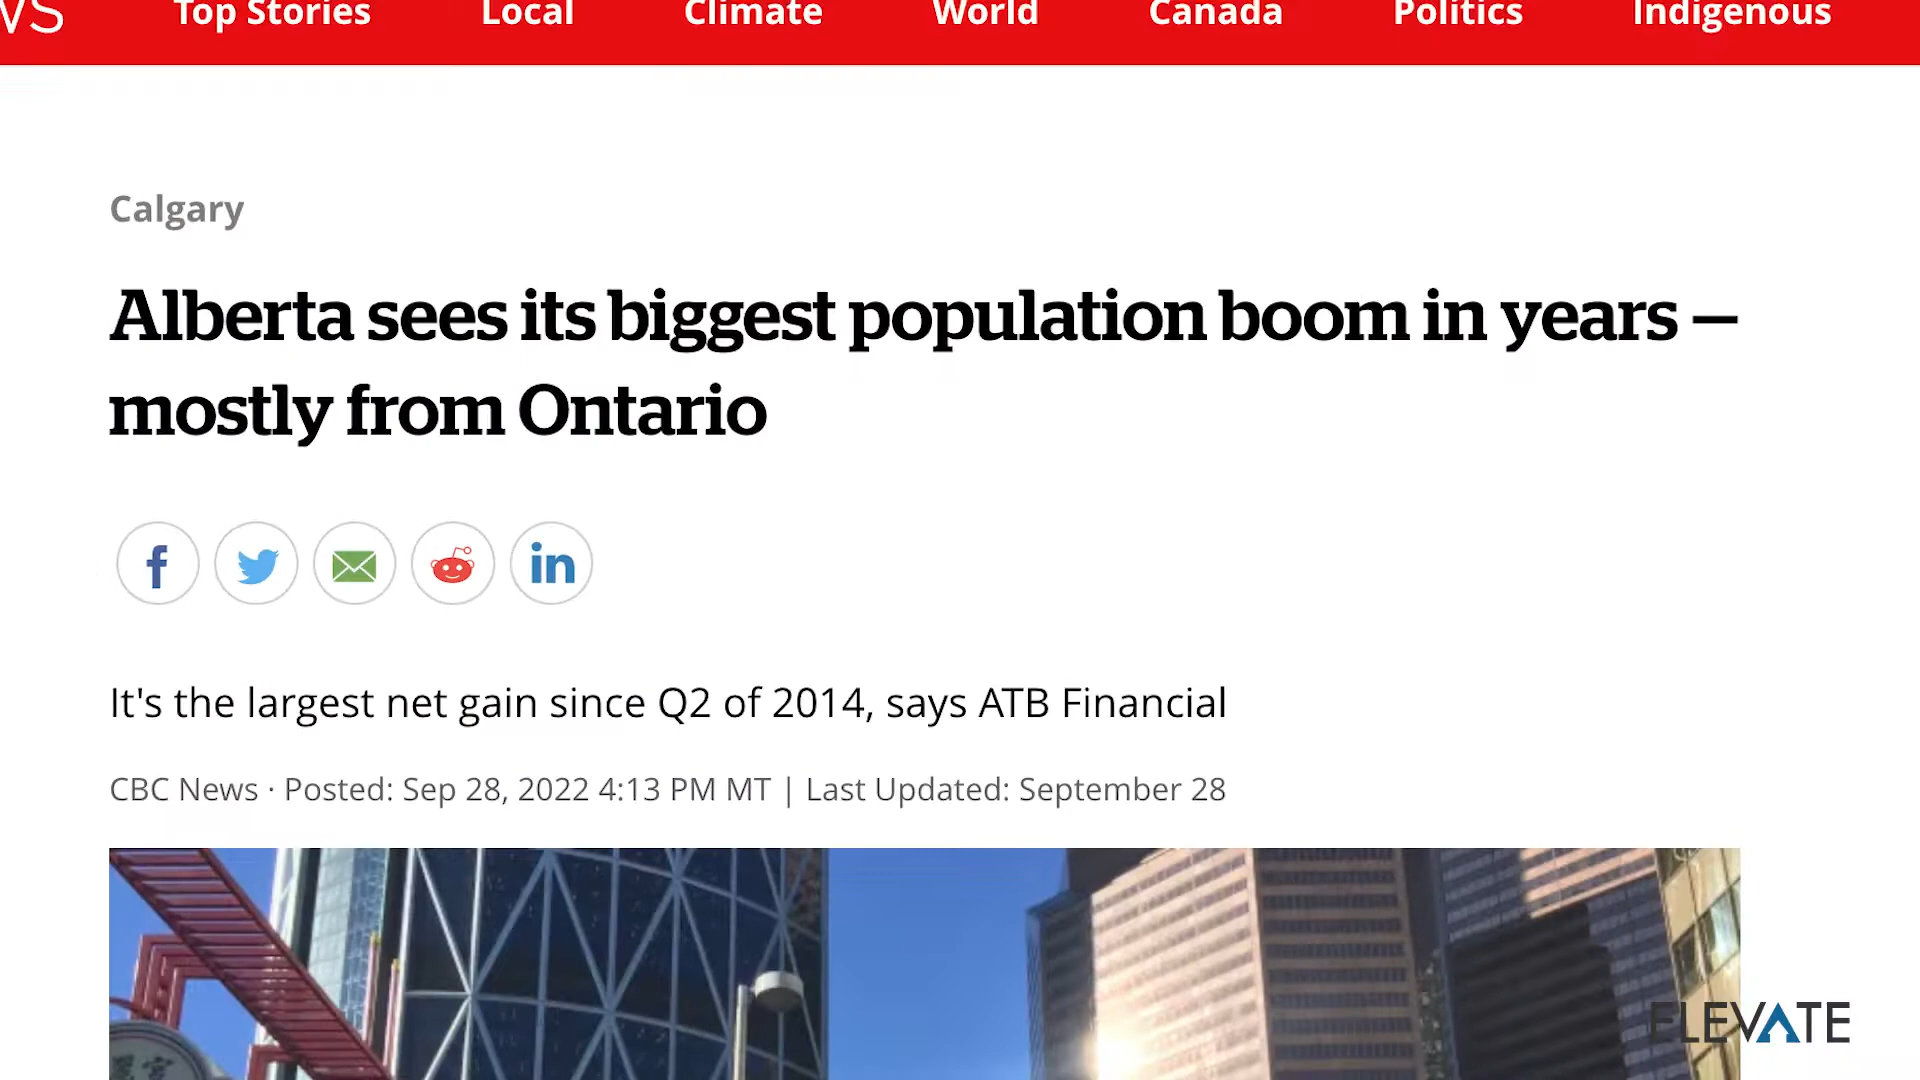 Top Stories Local Climate World Canada Politics Indigenous
Calgary
Alberta sees its biggest population boom in years —
mostly from Ontario
f in
It's the largest net gain since Q2 of 2014, says ATB Financial
CBC News · Posted: Sep 28, 2022 4:13 PM MT | Last Updated: September 28
ELEVATE